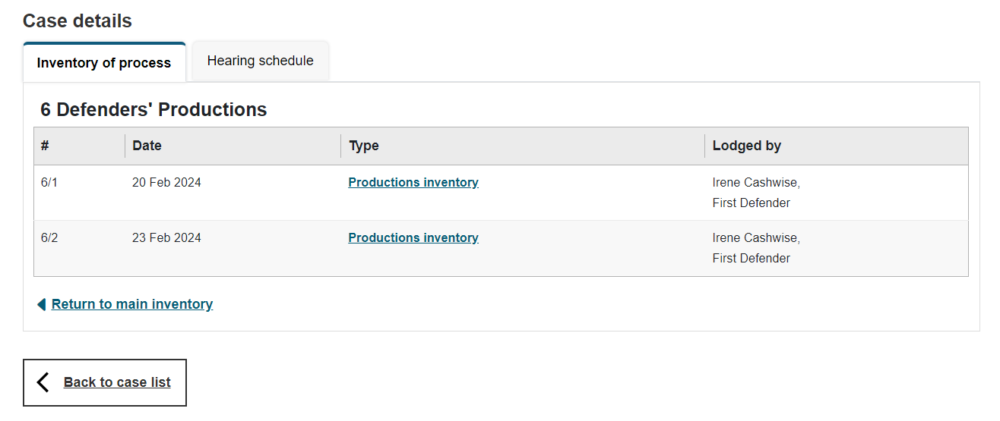 Case details
Inventory of process
Hearing schedule
6 Defenders' Productions
# Date Type Lodged by
6/1 20 Feb 2024 Productions inventory Irene Cashwise,
First Defender
6/2 23 Feb 2024 Productions inventory Irene Cashwise,
First Defender
Return to main inventory
Back to case list